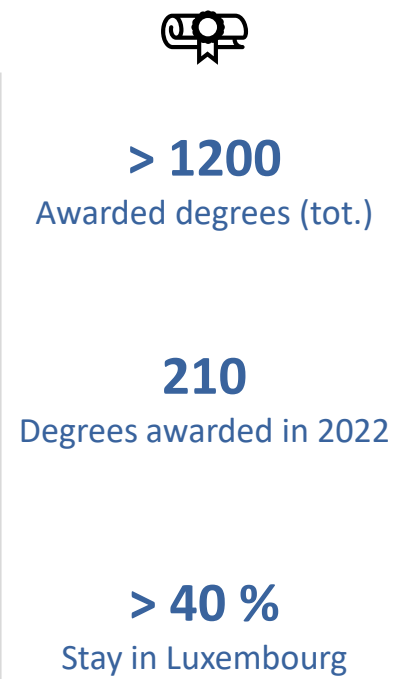 > 1200
Awarded degrees (tot.)
210
Degrees awarded in 2022
> 40 %
Stay in Luxembourg